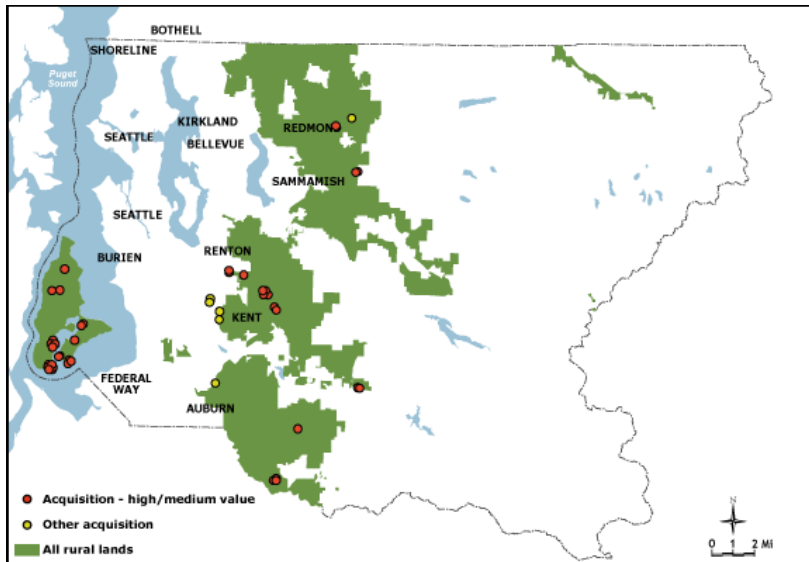 BOTHELL
SHORELINE
Puget
Sound
KIRKLAND
REDMOND
SEATTLE
BELLEVUE
SAMMAMISH
SEATTLE
BURIEN
RENTON
KENT
FEDERAL
WAY
AUBURN
Acquisition - high/medium value
Other acquisition
All rural lands
N
0 1 2 Mi